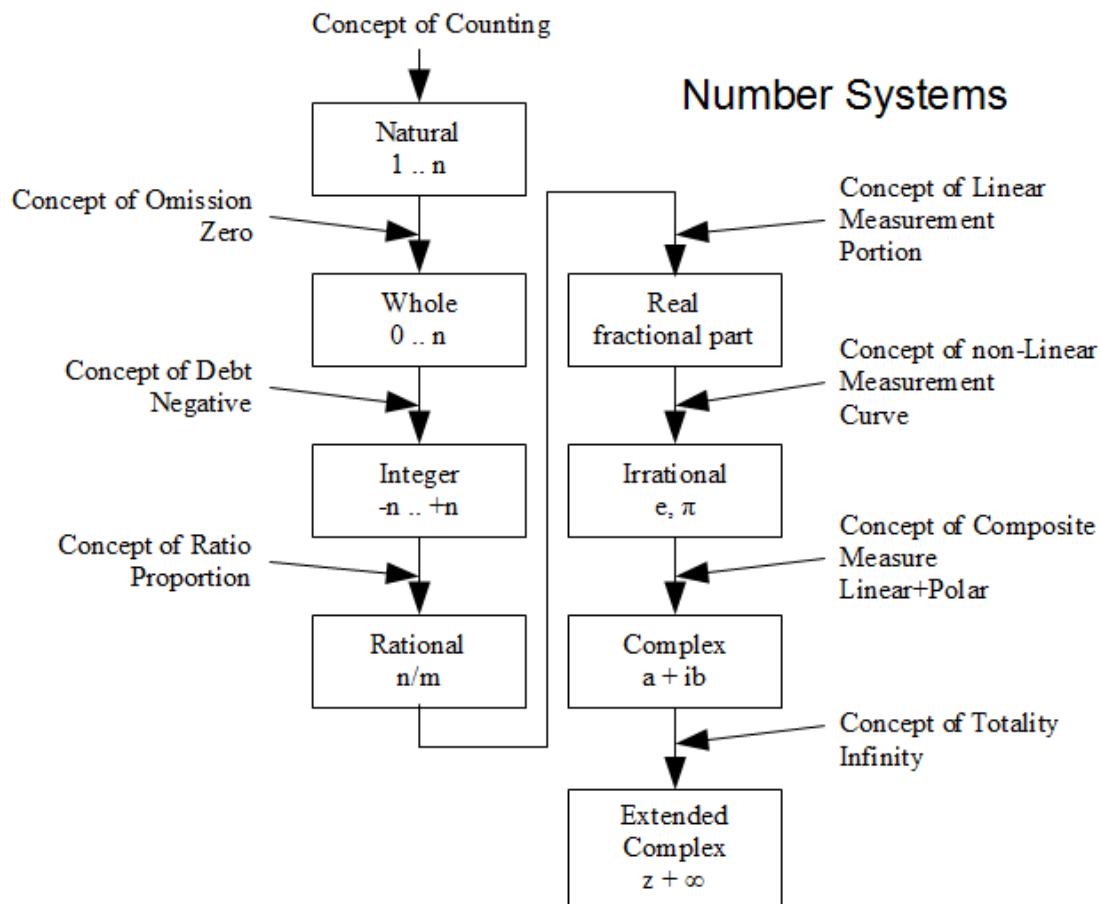 Concept of Counting
Number Systems
Natural
1 .. n
Concept of Omission
Zero
Whole
0 .. n
Concept of Debt
Negative
Integer
-n .. +n
Concept of Ratio
Proportion
Rational
n/m
Concept of Linear
Measurement
Portion
Real
fractional part
Concept of non-Linear
Measurement
Curve
Irrational
e, π
Concept of Composite
Measure
Linear+Polar
Complex
a + ib
Concept of Totality
Infinity
Extended
Complex
z + ∞